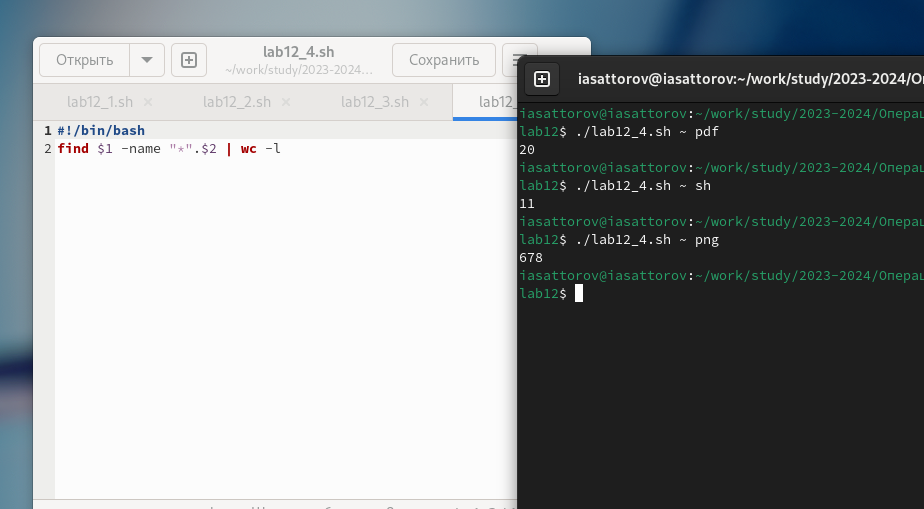 Открыть
lab12_4.sh
~/work/study/2023-2024...
Сохранить
lab12_1.sh
lab12_2.sh
lab12_3.sh
lab12_
1 #!/bin/bash
2 find $1 -name "*".$2 | wc -l
iasattorov@iasattorov:~/work/study/2023-2024/О
iasattorov@iasattorov:~/work/study/2023-2024/Операц
lab12$ ./lab12_4.sh ~ pdf
20
iasattorov@iasattorov:~/work/study/2023-2024/Операц
lab12$ ./lab12_4.sh ~ sh
11
iasattorov@iasattorov:~/work/study/2023-2024/Операц
lab12$ ./lab12_4.sh ~ png
678
iasattorov@iasattorov:~/work/study/2023-2024/Операц
lab12$